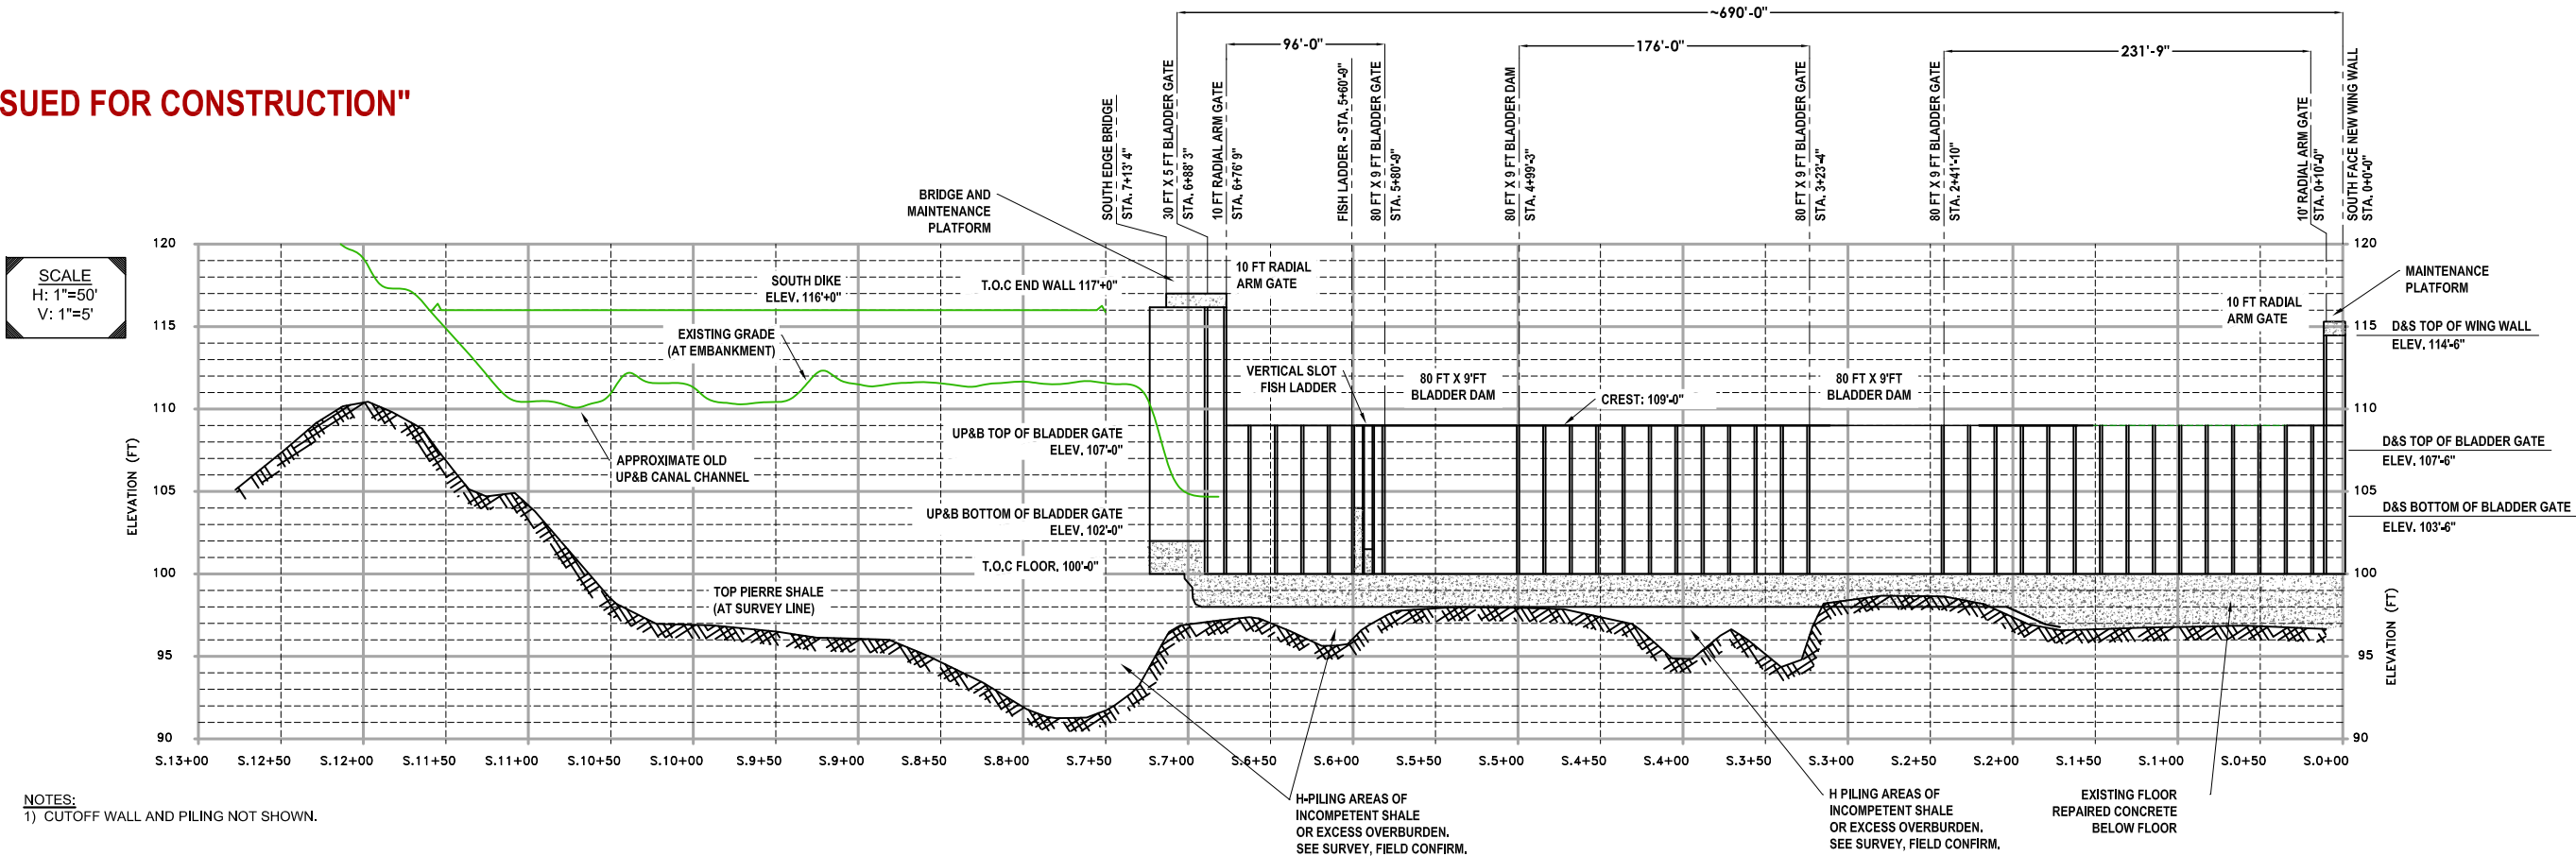 ~690'-0"
96'-0"
176'-0"
231'-9"
SUED FOR CONSTRUCTION"
SOUTH EDGE BRIDGE
STA. 7+13' 4"
30 FT X 5 FT BLADDER GATE
STA. 6+88' 3"
10 FT RADIAL ARM GATE
STA. 6+76' 9"
FISH LADDER - STA. 5+60'-9"
80 FT X 9 FT BLADDER GATE
STA. 5+80'-9"
80 FT X 9 FT BLADDER DAM
STA. 4+99'-3"
80 FT X 9 FT BLADDER GATE
STA. 3+23'-4"
80 FT X 9 FT BLADDER GATE
STA. 2+41'-10"
10' RADIAL ARM GATE
STA. 0+10'-0"
SOUTH FACE NEW WING WALL
STA. 0+0'-0"
SCALE
H: 1"=50'
V: 1"=5'
BRIDGE AND
MAINTENANCE
PLATFORM
120
115
110
105
100
95
90
ELEVATION (FT)
SOUTH DIKE
ELEV. 116'+0"
T.O.C END WALL 117'+0"
10 FT RADIAL
ARM GATE
EXISTING GRADE
(AT EMBANKMENT)
VERTICAL SLOT
FISH LADDER
80 FT X 9'FT
BLADDER DAM
CREST: 109'-0"
80 FT X 9'FT
BLADDER DAM
10 FT RADIAL
ARM GATE
MAINTENANCE
PLATFORM
D&S TOP OF WING WALL
ELEV. 114'-6"
UP&B TOP OF BLADDER GATE
ELEV. 107'-0"
APPROXIMATE OLD
UP&B CANAL CHANNEL
D&S TOP OF BLADDER GATE
ELEV. 107'-6"
UP&B BOTTOM OF BLADDER GATE
ELEV. 102'-0"
D&S BOTTOM OF BLADDER GATE
ELEV. 103'-6"
T.O.C FLOOR, 100'-0"
TOP PIERRE SHALE
(AT SURVEY LINE)
120
115
110
105
100
95
90
ELEVATION (FT)
S.13+00
S.12+50
S.12+00
S.11+50
S.11+00
S.10+50
S.10+00
S.9+50
S.9+00
S.8+50
S.8+00
S.7+50
S.7+00
S.6+50
S.6+00
S.5+50
S.5+00
S.4+50
S.4+00
S.3+50
S.3+00
S.2+50
S.2+00
S.1+50
S.1+00
S.0+50
S.0+00
NOTES:
1) CUTOFF WALL AND PILING NOT SHOWN.
H-PILING AREAS OF
INCOMPETENT SHALE
OR EXCESS OVERBURDEN.
SEE SURVEY, FIELD CONFIRM.
H PILING AREAS OF
INCOMPETENT SHALE
OR EXCESS OVERBURDEN.
SEE SURVEY, FIELD CONFIRM.
EXISTING FLOOR
REPAIRED CONCRETE
BELOW FLOOR